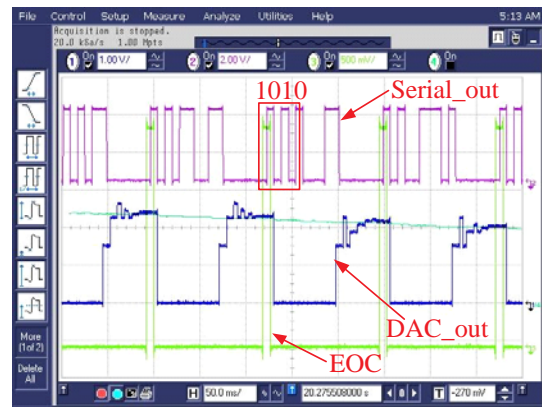 File Control Setup Measure Analyze Utilities Help 5:13 AM
Acquisition is stopped.
20.0 kSa/s 1.00 Mpts
1 On 1.00 V/ 2 On 2.00 V/ 3 On 500 mV/ 4 On
1010 Serial_out
DAC_out
EOC
More
(1 of 2)
Delete
All
H 50.0 ms/ 20.275508000 s 0 T -270 mV